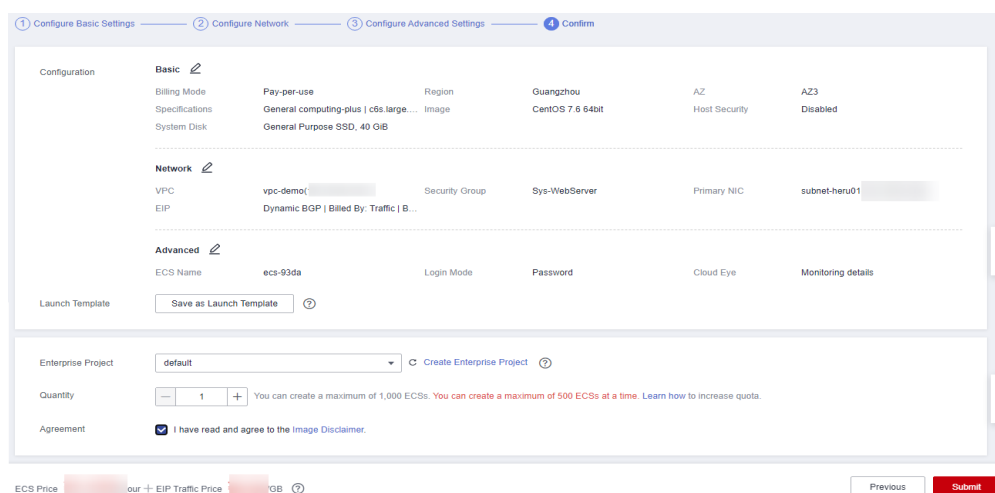 1 Configure Basic Settings 2 Configure Network 3 Configure Advanced Settings 4 Confirm
Configuration
Basic
Billing Mode Pay-per-use Region Guangzhou AZ AZ3
Specifications General computing-plus | c6s.large.... Image CentOS 7.6 64bit Host Security Disabled
System Disk General Purpose SSD, 40 GiB
Network
VPC vpc-demo( Security Group Sys-WebServer Primary NIC subnet-heru01
EIP Dynamic BGP | Billed By: Traffic | B...
Advanced
ECS Name ecs-93da Login Mode Password Cloud Eye Monitoring details
Launch Template Save as Launch Template ?
Enterprise Project default C Create Enterprise Project ?
Quantity — 1 + You can create a maximum of 1,000 ECSs. You can create a maximum of 500 ECSs at a time. Learn how to increase quota.
Agreement I have read and agree to the Image Disclaimer.
ECS Price our + EIP Traffic Price /GB ? Previous Submit